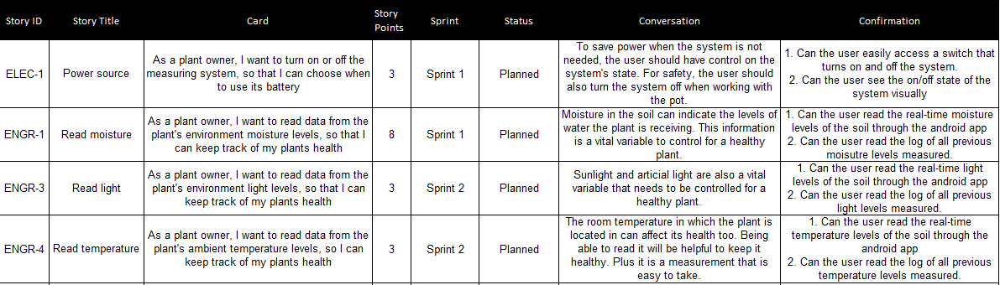 Story ID Story Title Card Story Points Sprint Status Conversation Confirmation
ELEC-1
Power source
As a plant owner, I want to turn on or off the
measuring system, so that I can choose when
to use its battery
3
Sprint 1
Planned
To save power when the system is not
needed, the user should have control on the
system's state. For safety, the user should
also turn the system off when working with
the pot.
1. Can the user easily access a switch that
turns on and off the system.
2. Can the user see the on/off state of the
system visually
ENGR-1
Read moisture
As a plant owner, I want to read data from the
plant's environment moisture levels, so that I
can keep track of my plants health
8
Sprint 1
Planned
Moisture in the soil can indicate the levels of
water the plant is receiving. This information
is a vital variable to control for a healthy
plant.
1. Can the user read the real-time moisture
levels of the soil through the android app
2. Can the user read the log of all previous
moisutre levels measured.
ENGR-3
Read light
As a plant owner, I want to read data from the
plant's environment light levels, so that I can
keep track of my plants health
3
Sprint 2
Planned
Sunlight and articial light are also a vital
variable that needs to be controlled for a
healthy plant.
1. Can the user read the real-time light
levels of the soil through the android app
2. Can the user read the log of all previous
light levels measured.
ENGR-4
Read temperature
As a plant owner, I want to read data from the
plant's ambient temperature levels, so I can
keep track of my plants health
3
Sprint 2
Planned
The room temperature in which the plant is
located in can affect its health too. Being
able to read it will be helpful to keep it
healthy. Plus it is a measurement that is
easy to take.
1. Can the user read the real-time
temperature levels of the soil through the
android app
2. Can the user read the log of all previous
temperature levels measured.